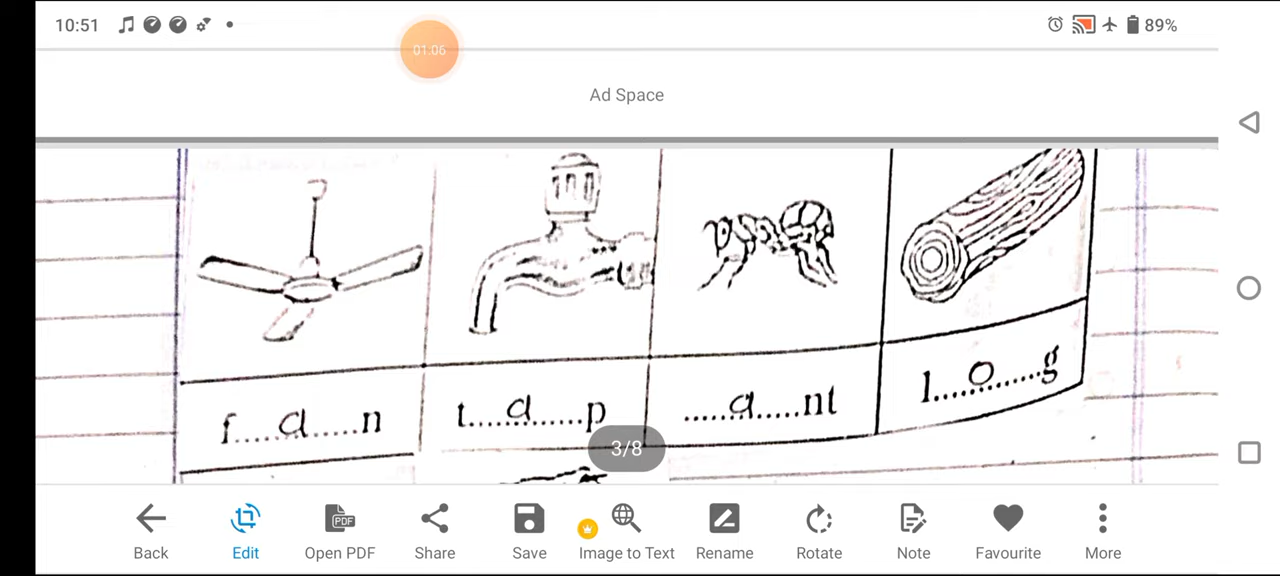 10:51
89%
01:06
Ad Space
f.....a.....n
t.....a.....p
.....a.....nt
l.....o.....g
3/8
Back
Edit
PDF
Open PDF
Share
Save
Image to Text
Rename
Rotate
Note
Favourite
More